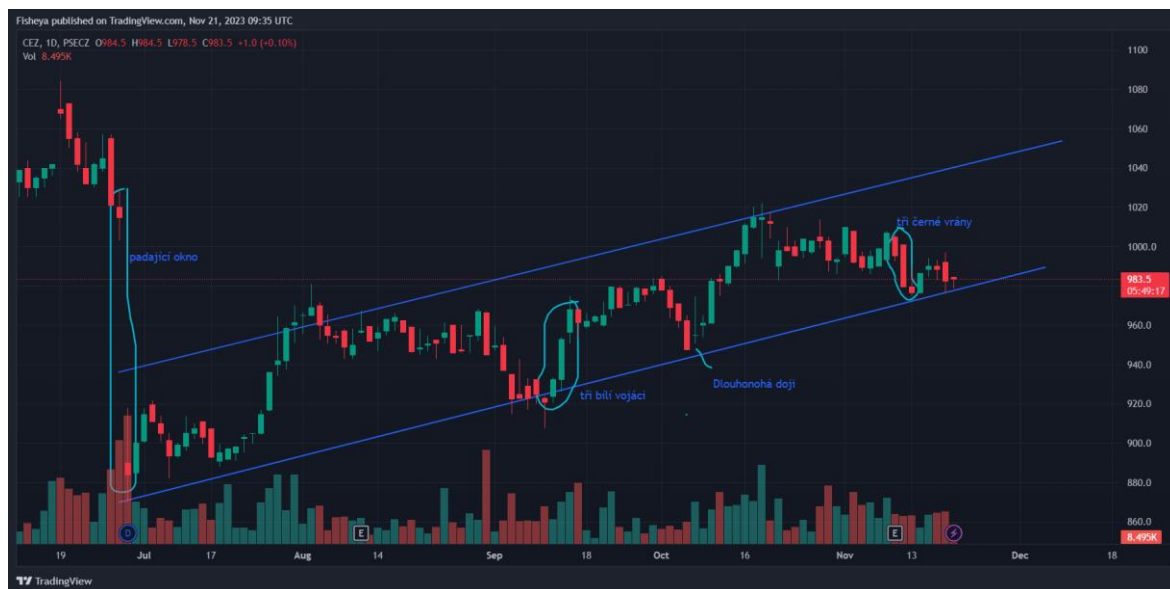 Fisheya published on TradingView.com, Nov 21, 2023 09:35 UTC
CEZ, 1D, PSECZ O984.5 H984.5 L978.5 C983.5 +1.0 (+0.10%)
Vol 8.495K
1100
1080
1060
1040
1020
tři černé vrány
1000.0
padající okno
983.5
05:49:17
960.0
940.0
Dlouhonohá doji
tři bílí vojáci
920.0
900.0
880.0
860.0
D
E
E
8.495K
19 Jul 17 Aug 14 Sep 18 Oct 16 Nov 13 Dec 18
TradingView